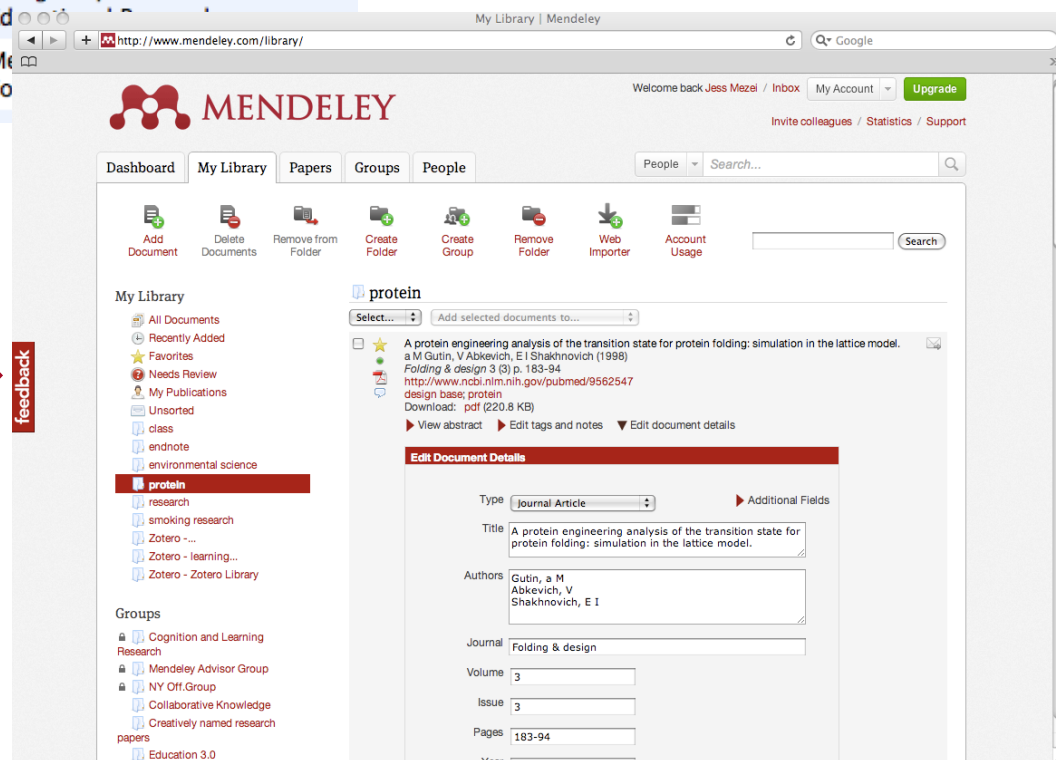 My Library | Mendeley
http://www.mendeley.com/library/
Google
MENDELEY
Welcome back Jess Mezei / Inbox
My Account
Upgrade
Invite colleagues / Statistics / Support
Dashboard
My Library
Papers
Groups
People
People
Search...
Add
Document
Delete
Documents
Remove from
Folder
Create
Folder
Create
Group
Remove
Folder
Web
Importer
Account
Usage
Search
feedback
My Library
All Documents
Recently Added
Favorites
Needs Review
My Publications
Unsorted
class
endnote
environmental science
protein
research
smoking research
Zotero -...
Zotero - learning...
Zotero - Zotero Library
Groups
Cognition and Learning
Research
Mendeley Advisor Group
NY Off.Group
Collaborative Knowledge
Creatively named research
papers
Education 3.0
protein
Select...
Add selected documents to...
A protein engineering analysis of the transition state for protein folding: simulation in the lattice model.
a M Gutin, V Abkevich, E I Shakhnovich (1998)
Folding & design 3 (3) p. 183-94
http://www.ncbi.nlm.nih.gov/pubmed/9562547
design base; protein
Download: pdf (220.8 KB)
View abstract
Edit tags and notes
Edit document details
Edit Document Details
Type
Journal Article
Additional Fields
Title
A protein engineering analysis of the transition state for
protein folding: simulation in the lattice model.
Authors
Gutin, a M
Abkevich, V
Shakhnovich, E I
Journal
Folding & design
Volume
3
Issue
3
Pages
183-94